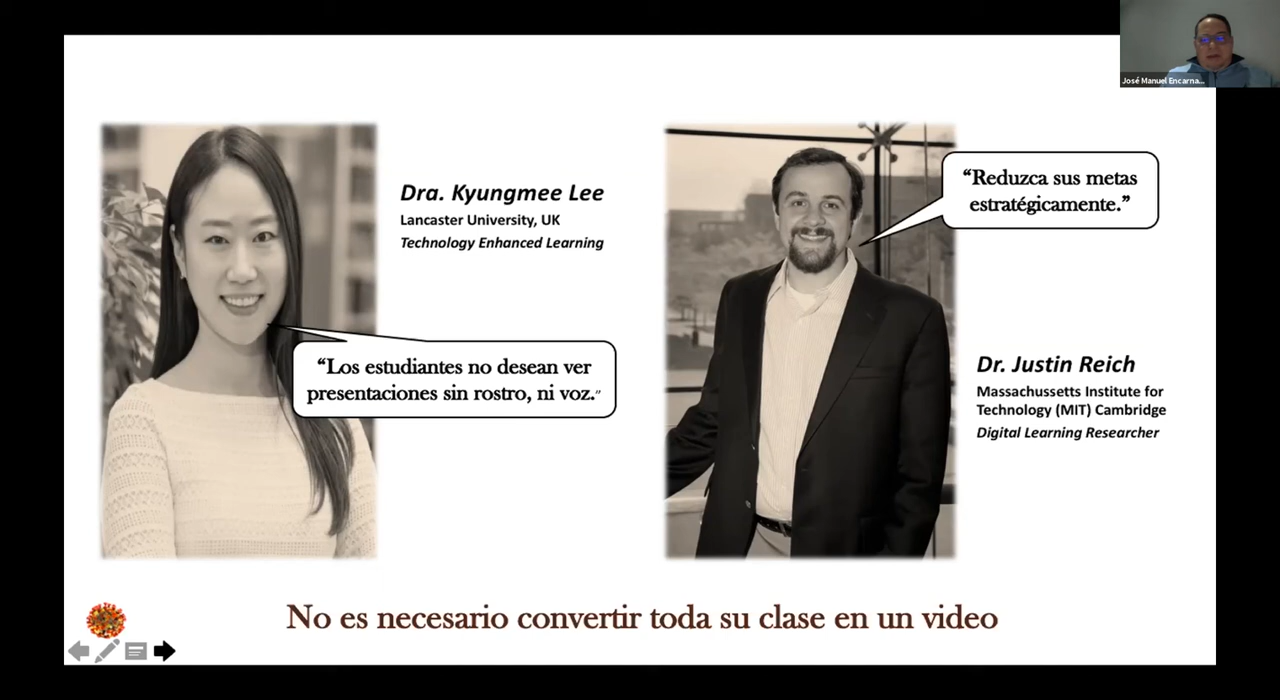 José Manuel Encarna...
Dra. Kyungmee Lee
Lancaster University, UK
Technology Enhanced Learning
“Los estudiantes no desean ver
presentaciones sin rostro, ni voz.”
“Reduzca sus metas
estratégicamente.”
Dr. Justin Reich
Massachussetts Institute for
Technology (MIT) Cambridge
Digital Learning Researcher
No es necesario convertir toda su clase en un video